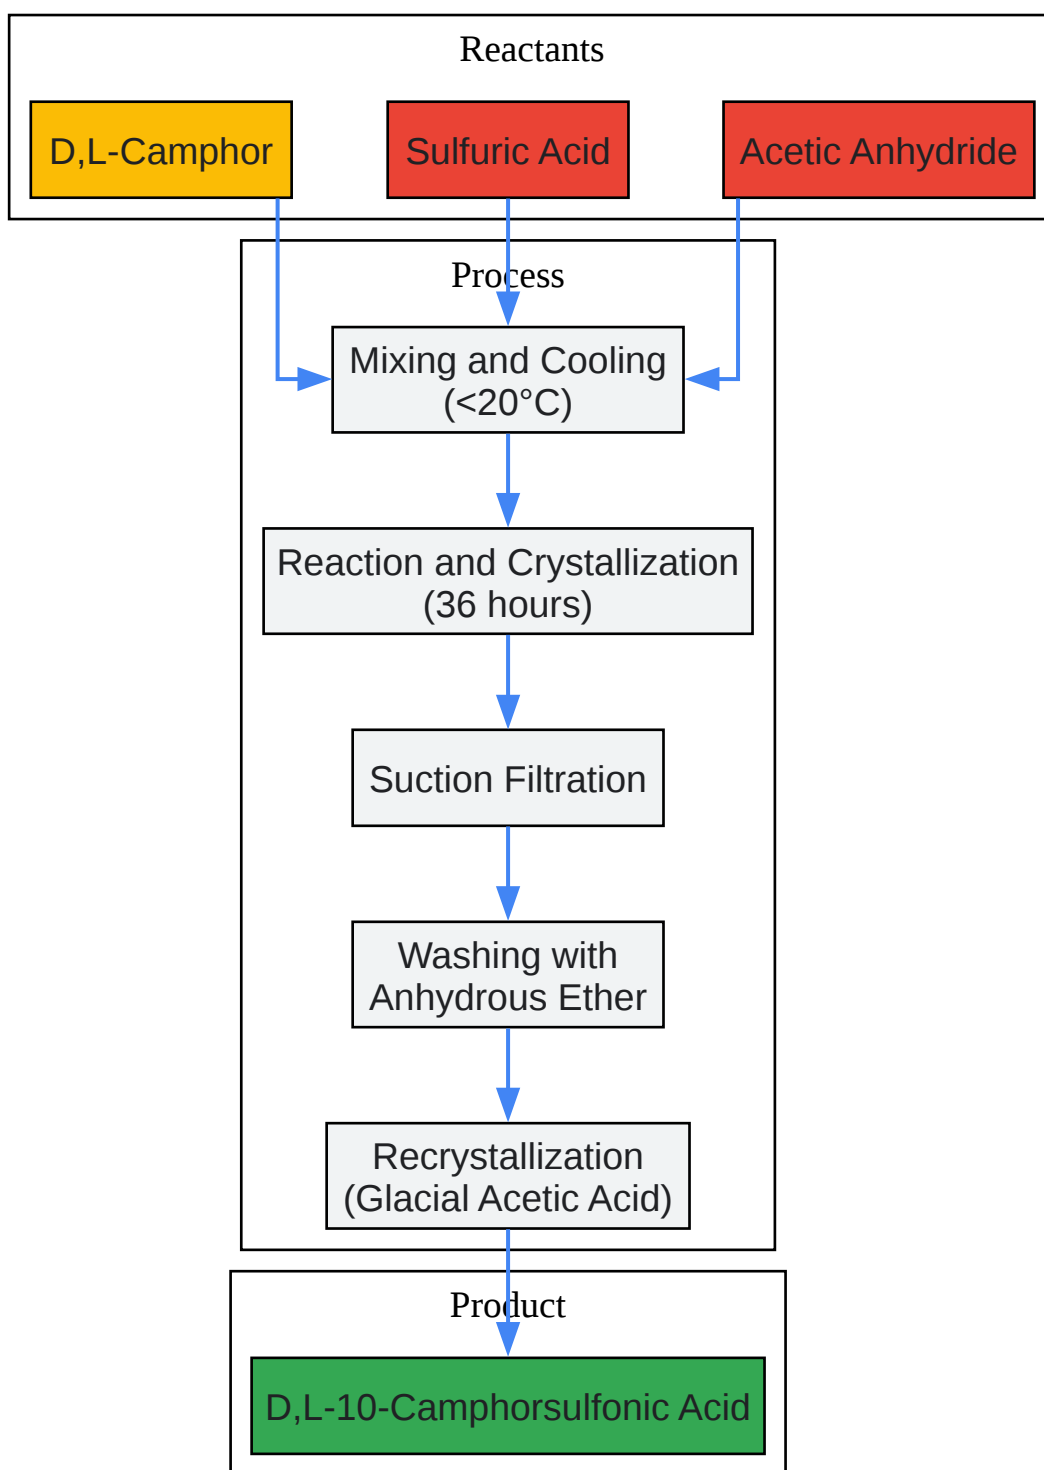 Reactants
D,L-Camphor
Sulfuric Acid
Acetic Anhydride
Process
Mixing and Cooling
(<20°C)
Reaction and Crystallization
(36 hours)
Suction Filtration
Washing with
Anhydrous Ether
Recrystallization
(Glacial Acetic Acid)
Product
D,L-10-Camphorsulfonic Acid